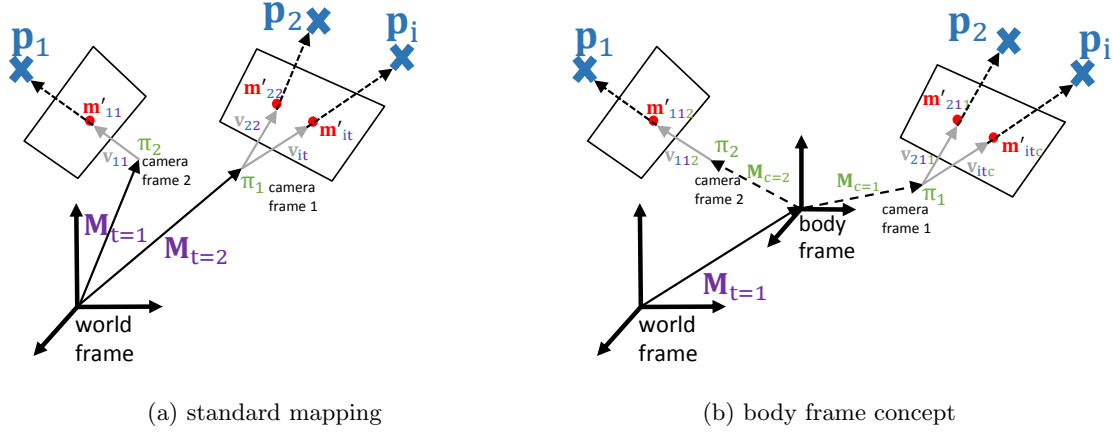 p1
p2
pi
m'11
m'22
m'it
v11
v22
vit
π2
camera
frame 2
π1 camera
frame 1
Mt=1
Mt=2
world
frame
(a) standard mapping
p1
p2
pi
m'112
m'211
m'itc
v112
v211
vitc
π2
camera
frame 2
Mc=2
Mc=1
π1
camera
frame 1
body
frame
Mt=1
world
frame
(b) body frame concept